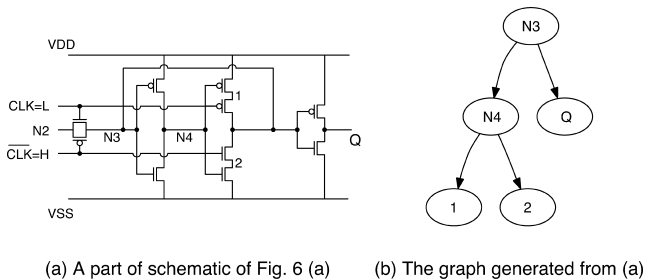 VDD
CLK=L
N2
N3
N4
CLK=H
1
2
Q
VSS
N3
N4
Q
1
2
(a) A part of schematic of Fig. 6 (a)
(b) The graph generated from (a)